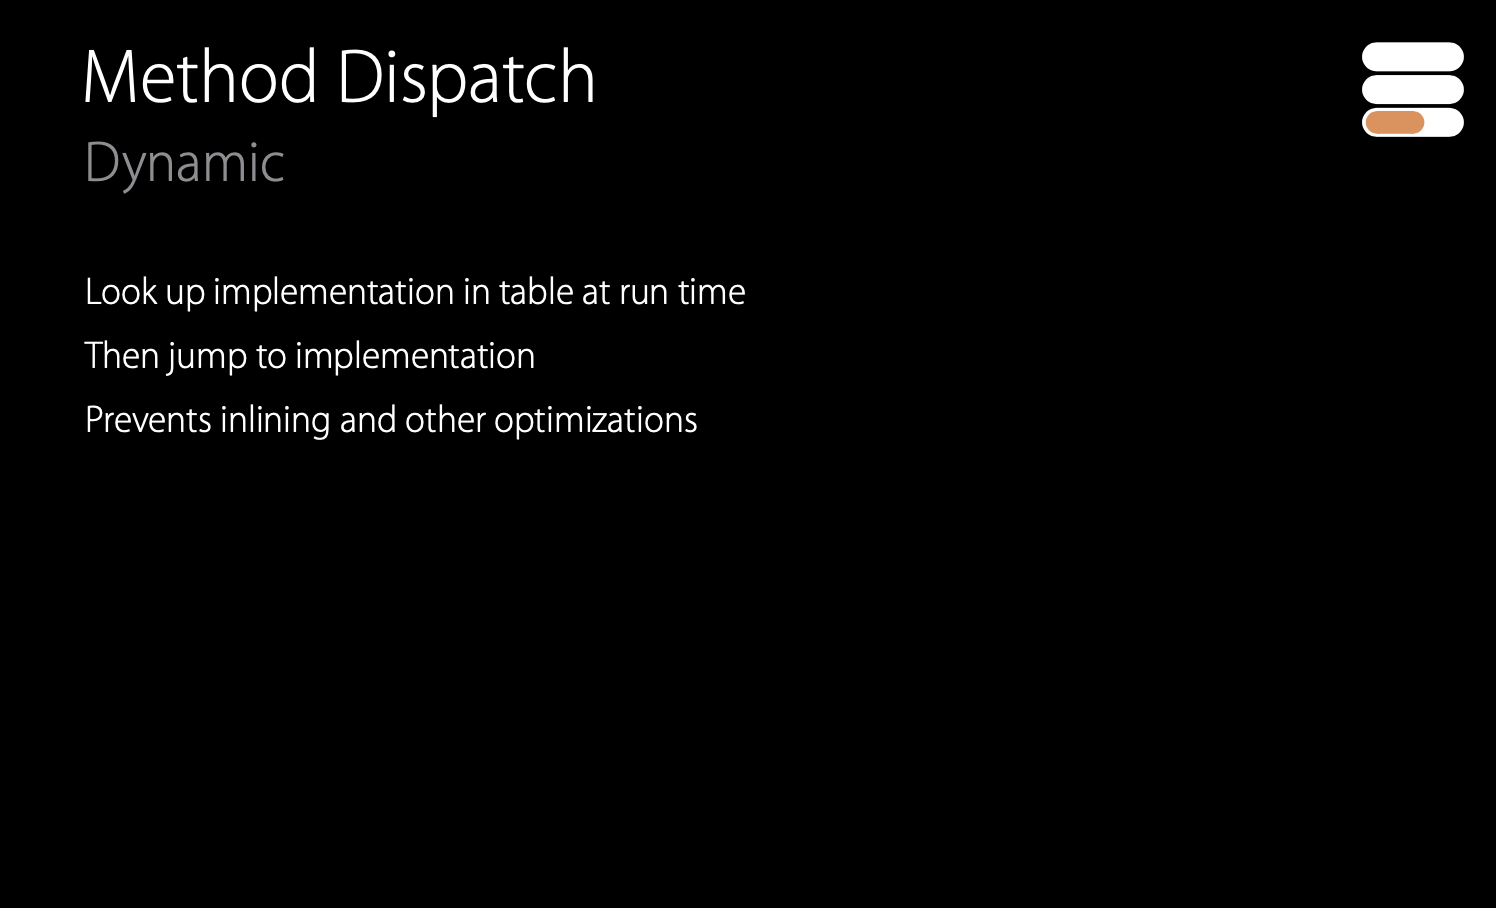 Method Dispatch
Dynamic
Look up implementation in table at run time
Then jump to implementation
Prevents inlining and other optimizations